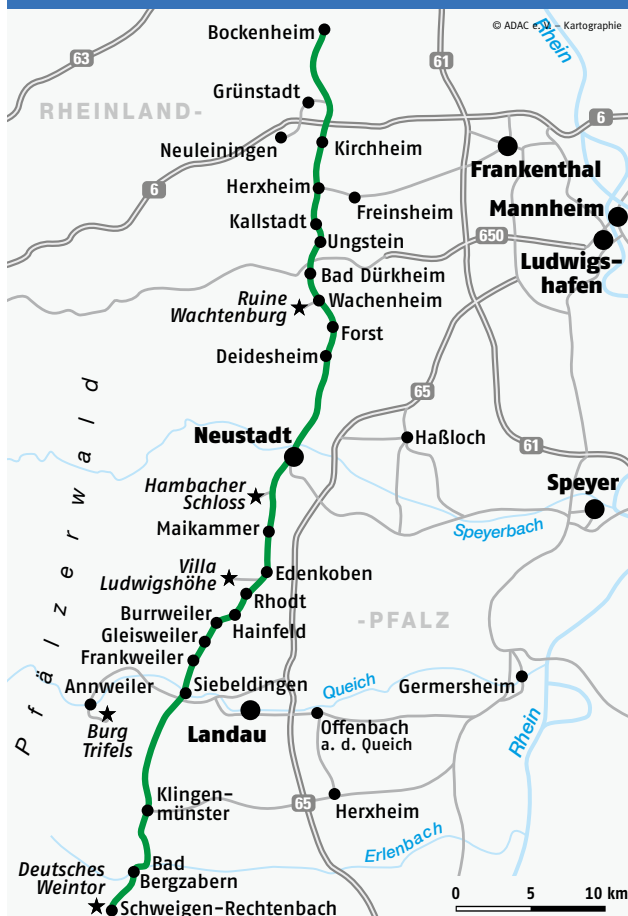 Bockenheim
© ADAC e. V. – Kartographie
Rhein
63
61
Grünstadt
RHEINLAND-
6
Neuleiningen
Kirchheim
Frankenthal
6
Herxheim
Freinsheim
Mannheim
Kallstadt
Ungstein
650
Ludwigs-
hafen
Bad Dürkheim
Ruine
Wachtenburg
Wachenheim
Forst
Deidesheim
65
Pfälzerwald
Neustadt
Haßloch
61
Hambacher
Schloss
Speyer
Speyerbach
Maikammer
Villa
Ludwigshöhe
Edenkoben
Rhodt
Burrweiler
Hainfeld
-PFALZ
Gleisweiler
Frankweiler
Annweiler
Siebeldingen
Queich
Germersheim
Burg
Trifels
Landau
Offenbach
a. d. Queich
Rhein
Klingen-
münster
65
Herxheim
Erlenbach
Deutsches
Weintor
Bad
Bergzabern
Schweigen-Rechtenbach
0 5 10 km